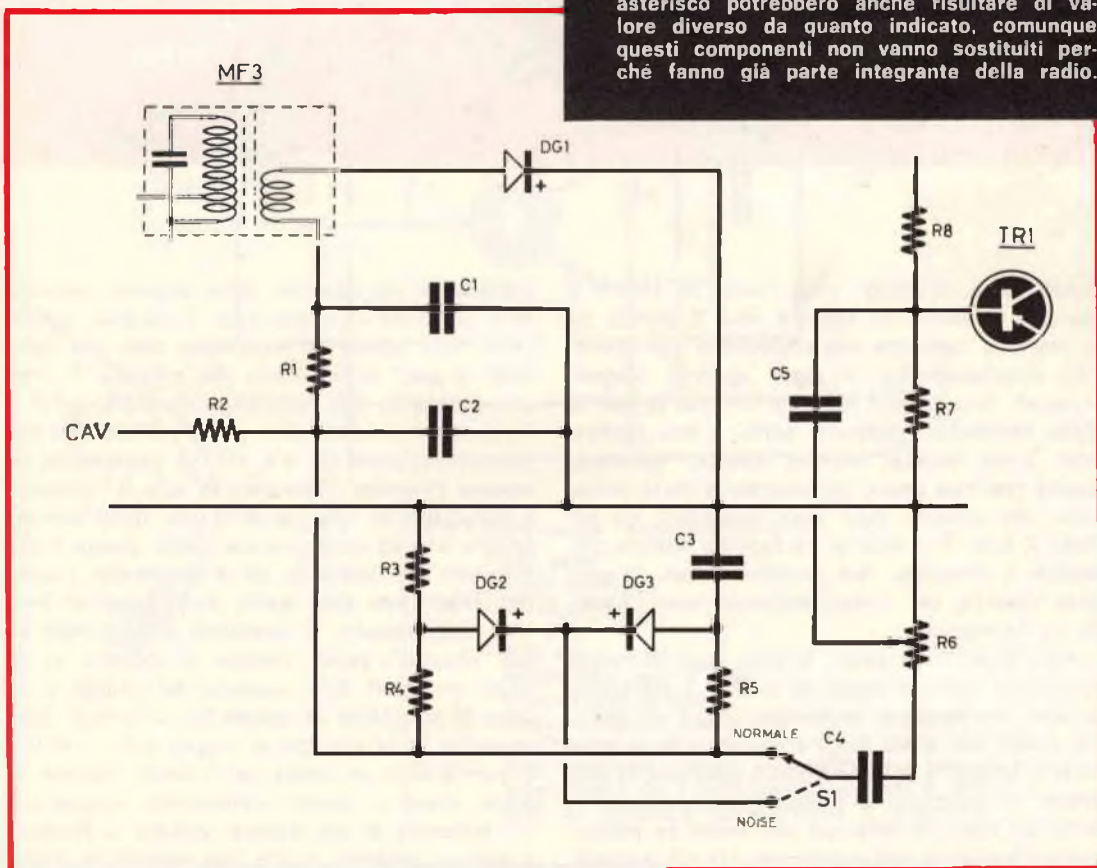 asterisco potrebbero anche risultare di va-
lore diverso da quanto indicato, comunque
questi componenti non vanno sostituiti per-
ché fanno già parte integrante della radio.
MF3
DG1
+
R8
TR1
C1
R1
C5
R2
C2
R7
CAV
R3
C3
DG2
+
+
DG3
R6
R4
R5
NORMALE
C4
S1
NOISE